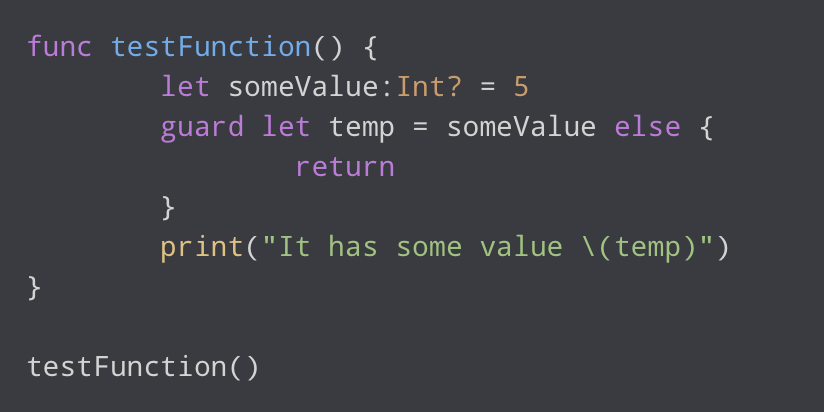 func testFunction() {
        let someValue:Int? = 5
        guard let temp = someValue else {
                return
        }
        print("It has some value \(temp)")
}

testFunction()